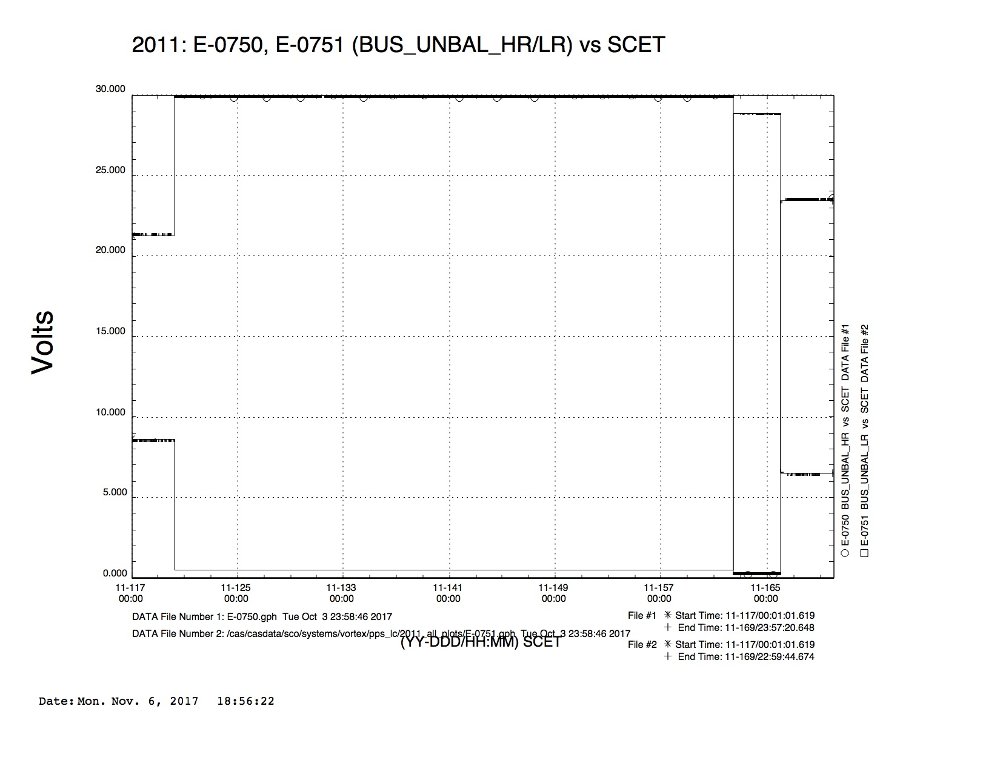 2011: E-0750, E-0751 (BUS_UNBAL_HR/LR) vs SCET
Volts
30.000
25.000
20.000
15.000
10.000
5.000
0.000
11-117 11-125 11-133 11-141 11-149 11-157 11-165
00:00 00:00 00:00 00:00 00:00 00:00 00:00
E-0750 BUS_UNBAL_HR vs SCET DATA File #1
E-0751 BUS_UNBAL_LR vs SCET DATA File #2
DATA File Number 1: E-0750.gph Tue Oct 3 23:58:46 2017
DATA File Number 2: /cas/casdata/sco/systems/vortex/pps_lc/2011_all_plots/E-0751.gph Tue Oct 3 23:58:46 2017
(YY-DDD/HH:MM) SCET
File #1 Start Time: 11-117/00:01:01.619
End Time: 11-169/23:57:20.648
File #2 Start Time: 11-117/00:01:01.619
End Time: 11-169/22:59:44.674
Date: Mon. Nov. 6, 2017 18:56:22